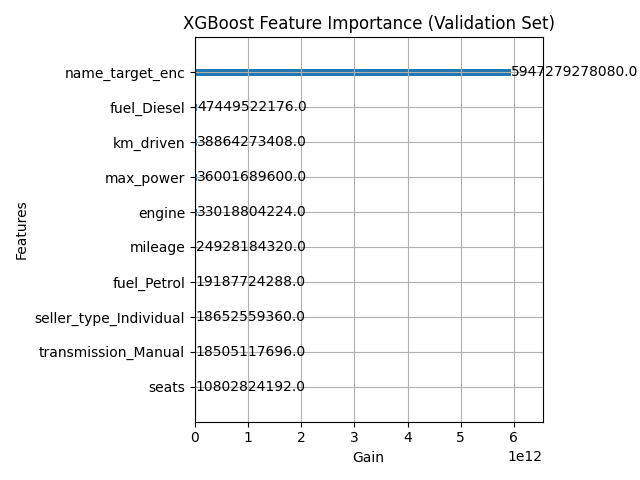 XGBoost Feature Importance (Validation Set)
name_target_enc 5947279278080.0
fuel_Diesel 47449522176.0
km_driven 38864273408.0
max_power 36001689600.0
engine 33018804224.0
mileage 24928184320.0
fuel_Petrol 19187724288.0
seller_type_Individual 18652559360.0
transmission_Manual 18505117696.0
seats 10802824192.0
Features
0 1 2 3 4 5 6
1e12
Gain